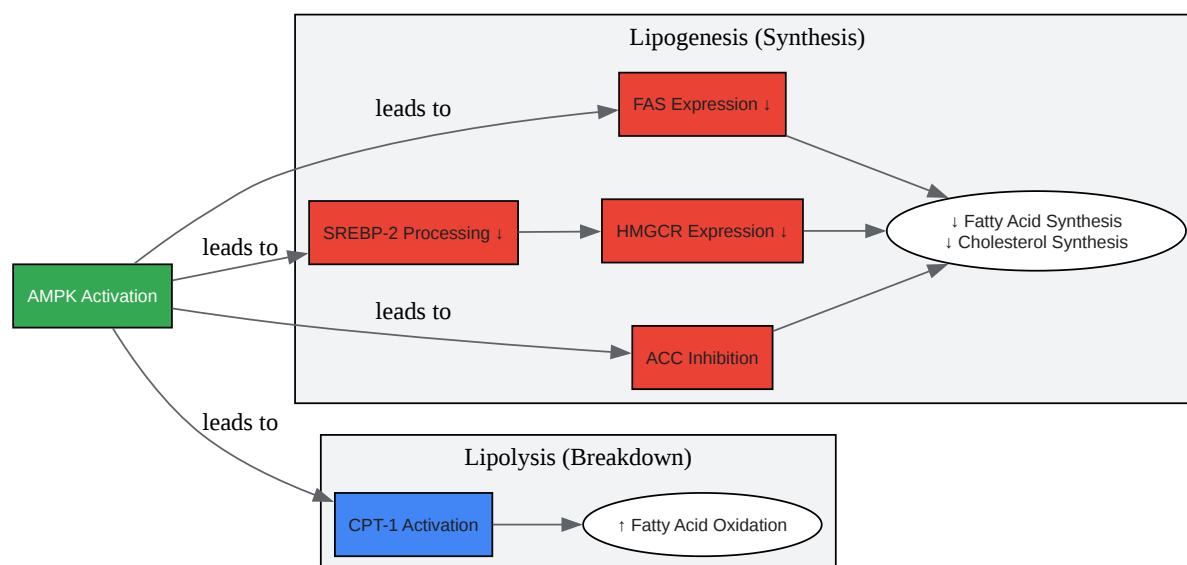 Lipogenesis (Synthesis)
leads to
FAS Expression ↓
leads to
SREBP-2 Processing ↓
HMGCR Expression ↓
↓ Fatty Acid Synthesis
↓ Cholesterol Synthesis
AMPK Activation
leads to
ACC Inhibition
leads to
Lipolysis (Breakdown)
CPT-1 Activation
↑ Fatty Acid Oxidation